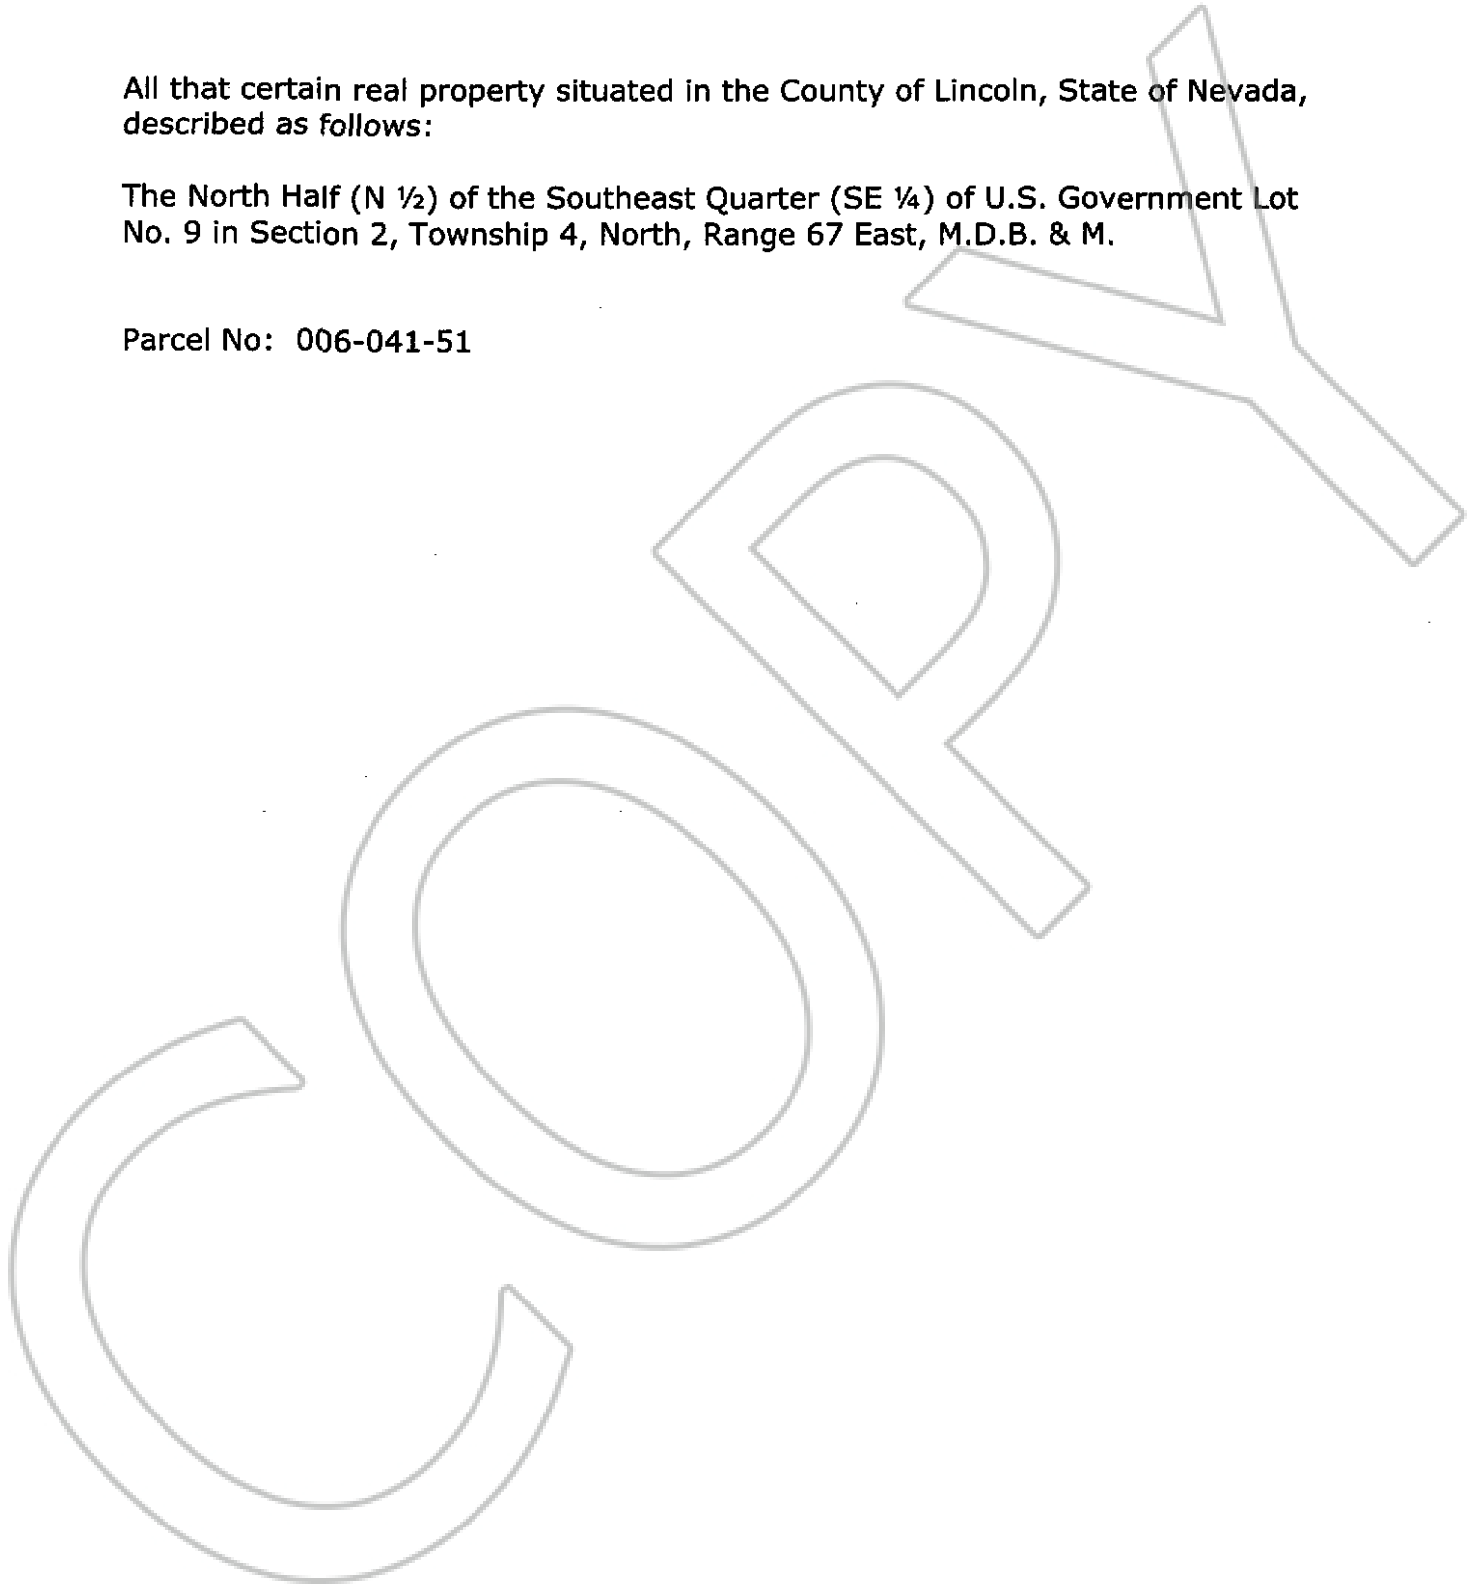 All that certain real property situated in the County of Lincoln, State of Nevada,
described as follows:
The North Half (N ½) of the Southeast Quarter (SE ¼) of U.S. Government Lot
No. 9 in Section 2, Township 4, North, Range 67 East, M.D.B. & M.
Parcel No:  006-041-51
COPY